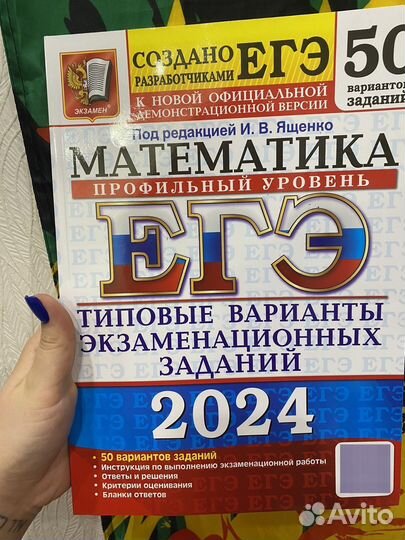 СОЗДАНО
РАЗРАБОТЧИКАМИ ЕГЭ
50
вариантов
заданий
ЭКЗАМЕН
К НОВОЙ ОФИЦИАЛЬНОЙ
ДЕМОНСТРАЦИОННОЙ ВЕРСИИ
Под редакцией И. В. Ященко
МАТЕМАТИКА
ПРОФИЛЬНЫЙ УРОВЕНЬ
ЕГЭ
ТИПОВЫЕ ВАРИАНТЫ
ЭКЗАМЕНАЦИОННЫХ
ЗАДАНИЙ
2024
• 50 вариантов заданий
• Инструкция по выполнению экзаменационной работы
• Ответы и решения
• Критерии оценивания
• Бланки ответов
Avito